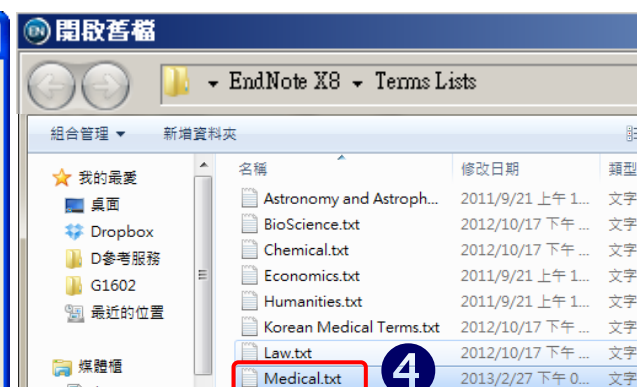 EN 開啟舊檔
EndNote X8 Terms Lists
組合管理 新增資料夾
名稱 修改日期 類型
我的最愛
桌面
Dropbox
D參考服務
G1602
最近的位置
媒體櫃
Astronomy and Astroph... 2011/9/21 上午 1... 文字
BioScience.txt 2012/10/17 下午 ... 文字
Chemical.txt 2012/10/17 下午 ... 文字
Economics.txt 2011/9/21 上午 1... 文字
Humanities.txt 2011/9/21 上午 1... 文字
Korean Medical Terms.txt 2012/10/17 下午 ... 文字
Law.txt 2012/10/17 下午 ... 文字
Medical.txt 2013/2/27 下午 0... 文字
4